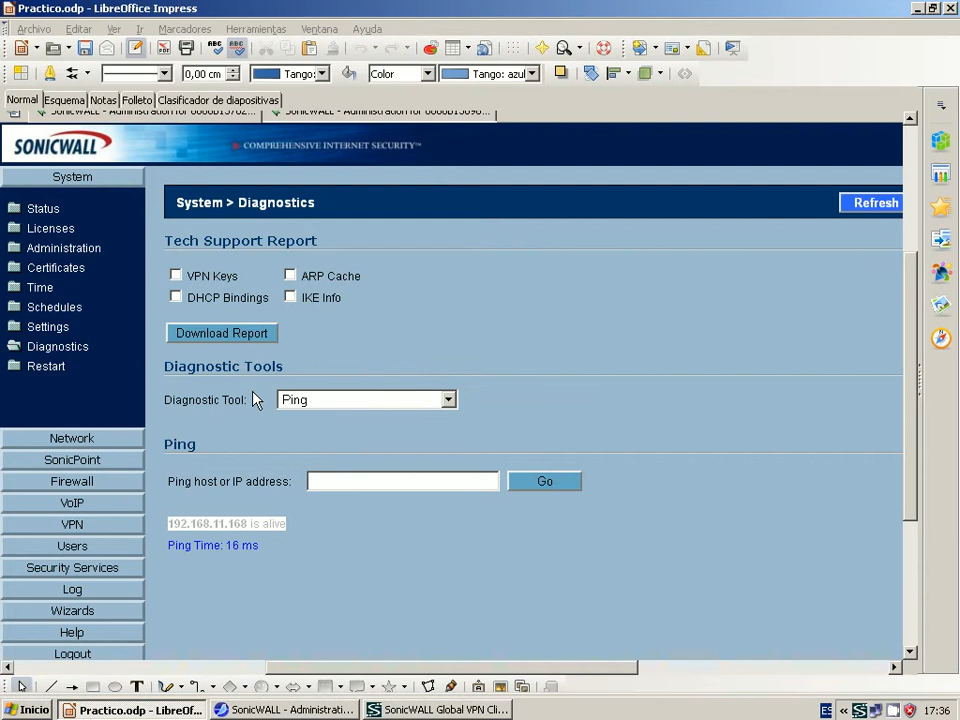 Practico.odp - LibreOffice Impress
Archivo Editar Ver Ir Marcadores Herramientas Ventana Ayuda
0,00 cm Tango: Color Tango: azul
Normal Esquema Notas Folleto Clasificador de diapositivas
SONICWALL COMPREHENSIVE INTERNET SECURITY™
System
Status
Licenses
Administration
Certificates
Time
Schedules
Settings
Diagnostics
Restart
Network
SonicPoint
Firewall
VoIP
VPN
Users
Security Services
Log
Wizards
Help
Logout
System > Diagnostics Refresh
Tech Support Report
VPN Keys ARP Cache
DHCP Bindings IKE Info
Download Report
Diagnostic Tools
Diagnostic Tool: Ping
Ping
Ping host or IP address: Go
192.168.11.168 is alive
Ping Time: 16 ms
Inicio Practico.odp - LibreOf... SonicWALL - Administrati... SonicWALL Global VPN Cli... ES « 17:36